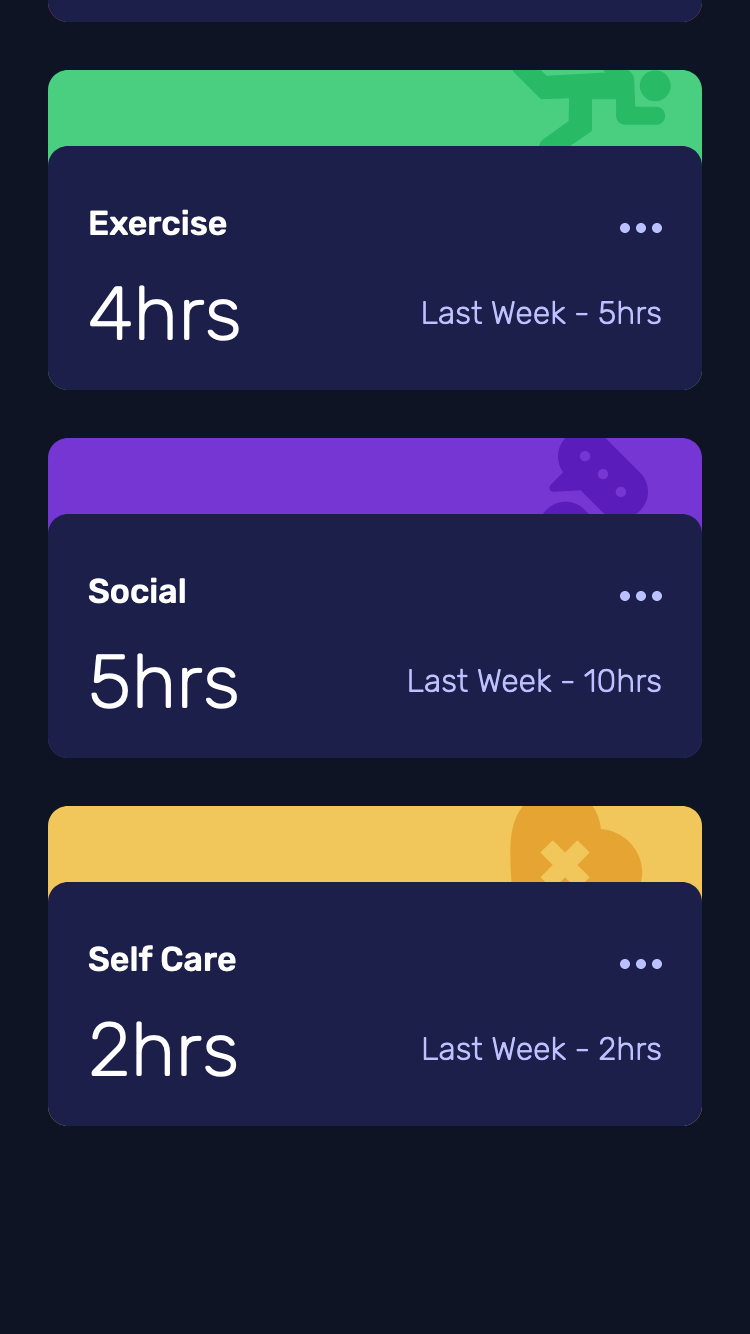 Exercise
4hrs
Last Week - 5hrs
Social
5hrs
Last Week - 10hrs
Self Care
2hrs
Last Week - 2hrs